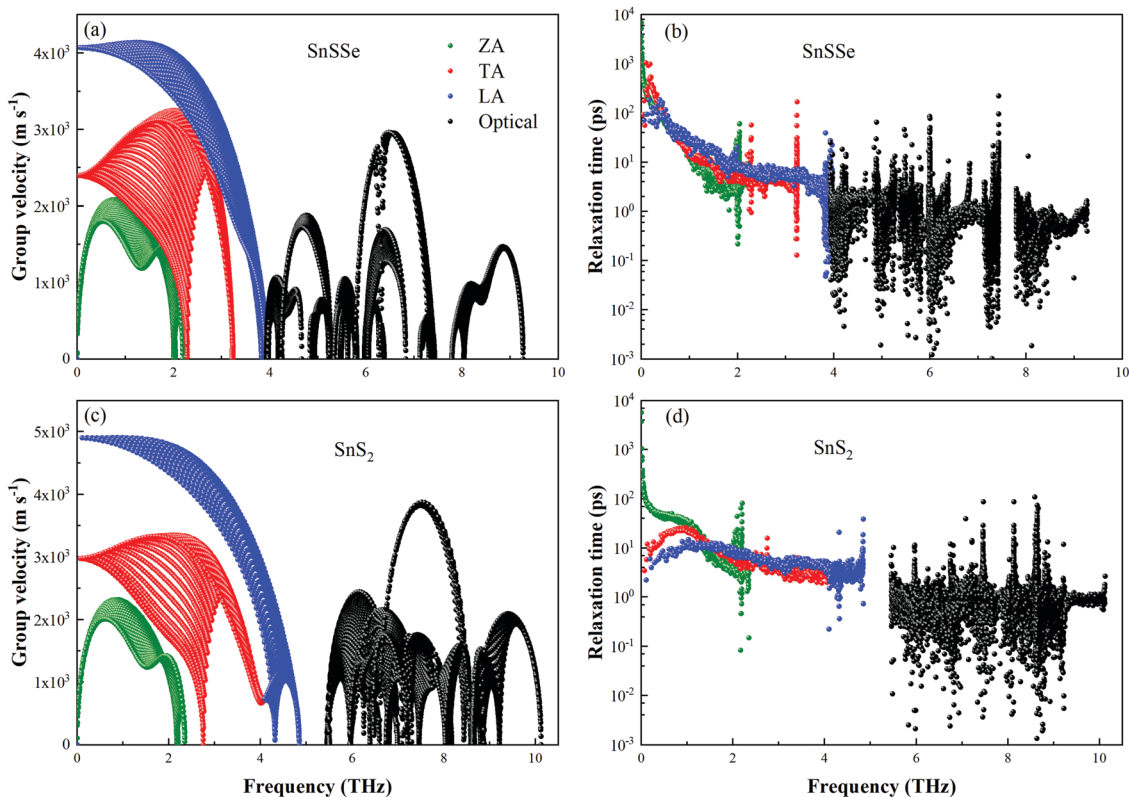 (a)
SnSSe
ZA
TA
LA
Optical
Group velocity (m s⁻¹)
4x10³
3x10³
2x10³
1x10³
0
0 2 4 6 8 10
(b)
SnSSe
Relaxation time (ps)
10⁴
10³
10²
10¹
10⁰
10⁻¹
10⁻²
10⁻³
0 2 4 6 8 10
(c)
SnS₂
Group velocity (m s⁻¹)
5x10³
4x10³
3x10³
2x10³
1x10³
0
0 2 4 6 8 10
Frequency (THz)
(d)
SnS₂
Relaxation time (ps)
10⁴
10³
10²
10¹
10⁰
10⁻¹
10⁻²
10⁻³
0 2 4 6 8 10
Frequency (THz)